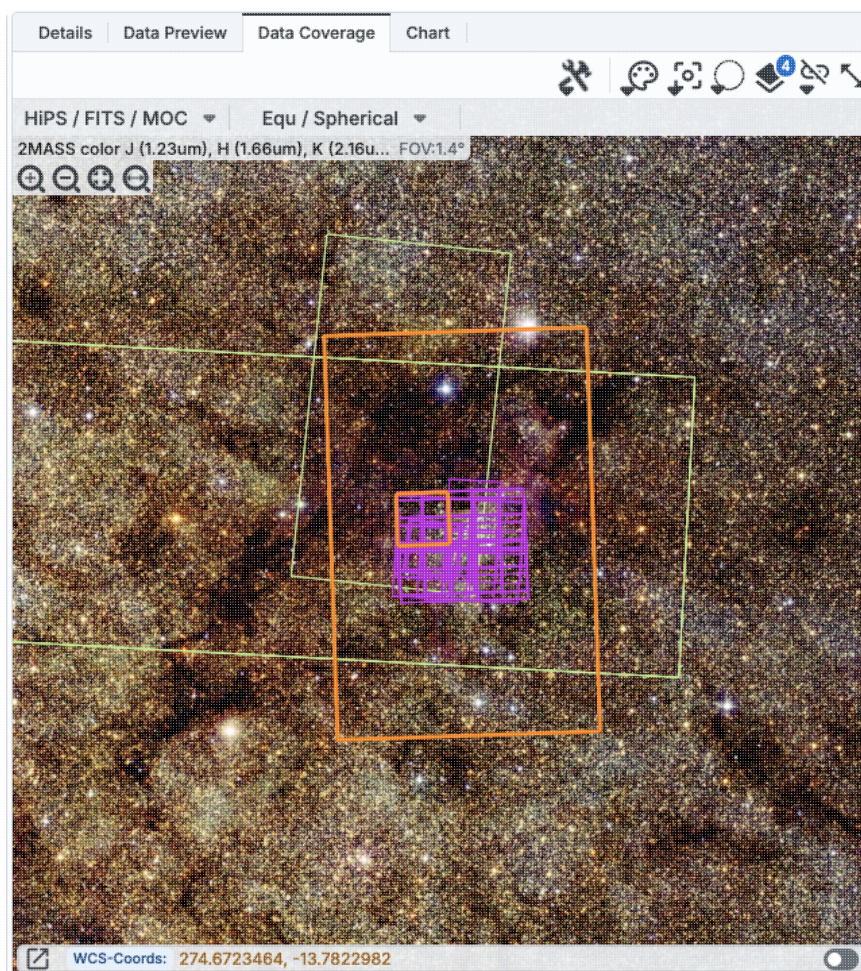 Details Data Preview Data Coverage Chart
4
HiPS / FITS / MOC Equ / Spherical
2MASS color J (1.23um), H (1.66um), K (2.16u... FOV:1.4°
WCS-Coords: 274.6723464, -13.7822982